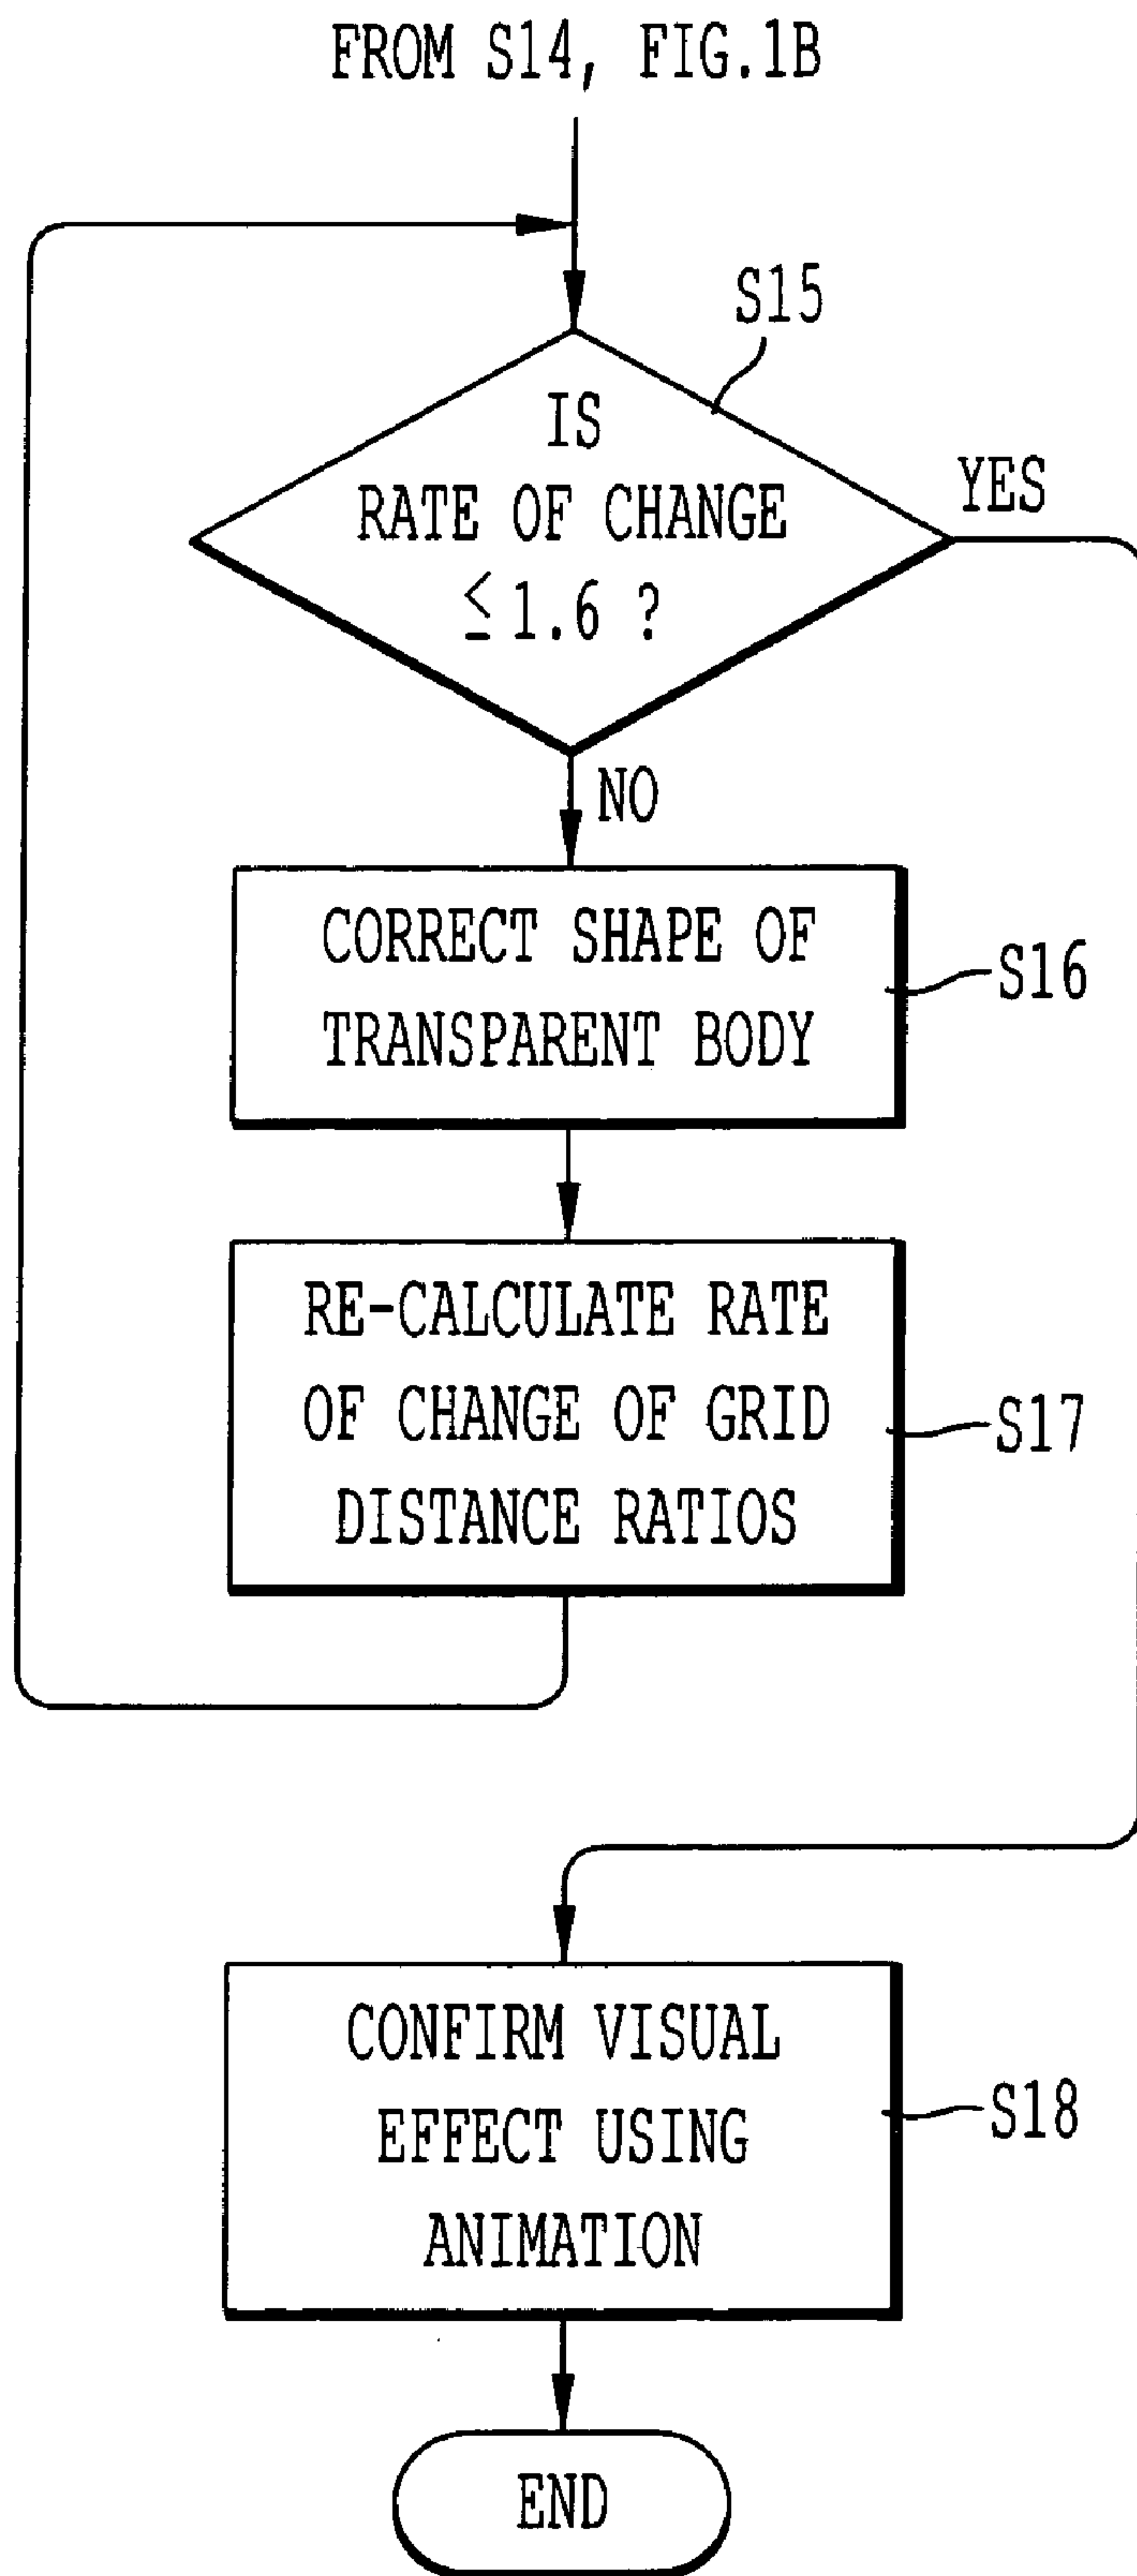 FROM S14, FIG.1B
S15
IS
RATE OF CHANGE
≤ 1.6 ?
YES
NO
CORRECT SHAPE OF
TRANSPARENT BODY
S16
RE-CALCULATE RATE
OF CHANGE OF GRID
DISTANCE RATIOS
S17
CONFIRM VISUAL
EFFECT USING
ANIMATION
S18
END